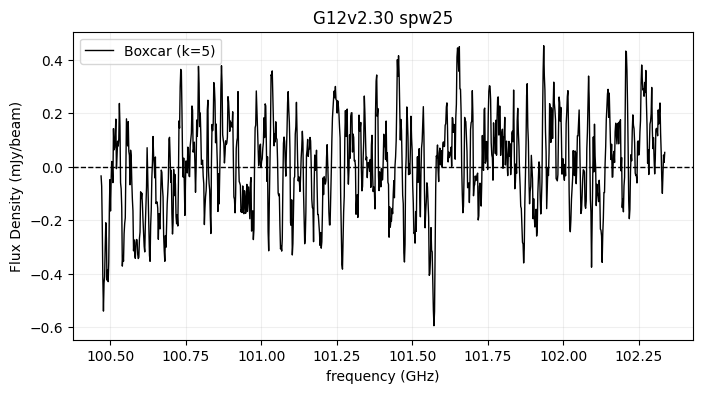 G12v2.30 spw25
Boxcar (k=5)
Flux Density (mJy/beam)
0.4
0.2
0.0
−0.2
−0.4
−0.6
100.50 100.75 101.00 101.25 101.50 101.75 102.00 102.25
frequency (GHz)